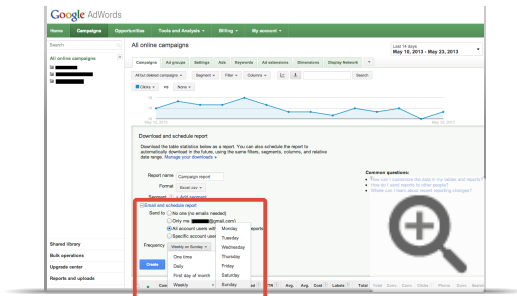 Google AdWords
Home Campaigns Opportunities Tools and Analysis Billing My account
Search
All online campaigns
Shared library
Bulk operations
Upgrade center
Reports and uploads
All online campaigns
Last 14 days
May 10, 2013 - May 23, 2013
Campaigns Ad groups Settings Ads Keywords Ad extensions Dimensions Display Network
All but deleted campaigns Segment Filter Columns Search
Clicks vs None
May 10, 2013
May 23, 2013
Download and schedule report
Download the table statistics below as a report. You can also schedule the report to
automatically download in the future, using the same filters, segments, columns, and relative
date range. Manage your downloads »
Report name Campaign report
Format Excel csv
Segment + Add segment
Email and schedule report
Send to No one (no emails needed)
Only me @gmail.com)
All account users with reports
Specific account user
Frequency Weekly on Sunday
One time
Daily
First day of month
Weekly
Monday
Tuesday
Wednesday
Thursday
Friday
Saturday
Sunday
Create
Common questions:
How can I customize the data in my tables and reports?
How do I send reports to other people?
Where can I learn about recent reporting changes?
CTR Avg. Avg. Cost Labels Total